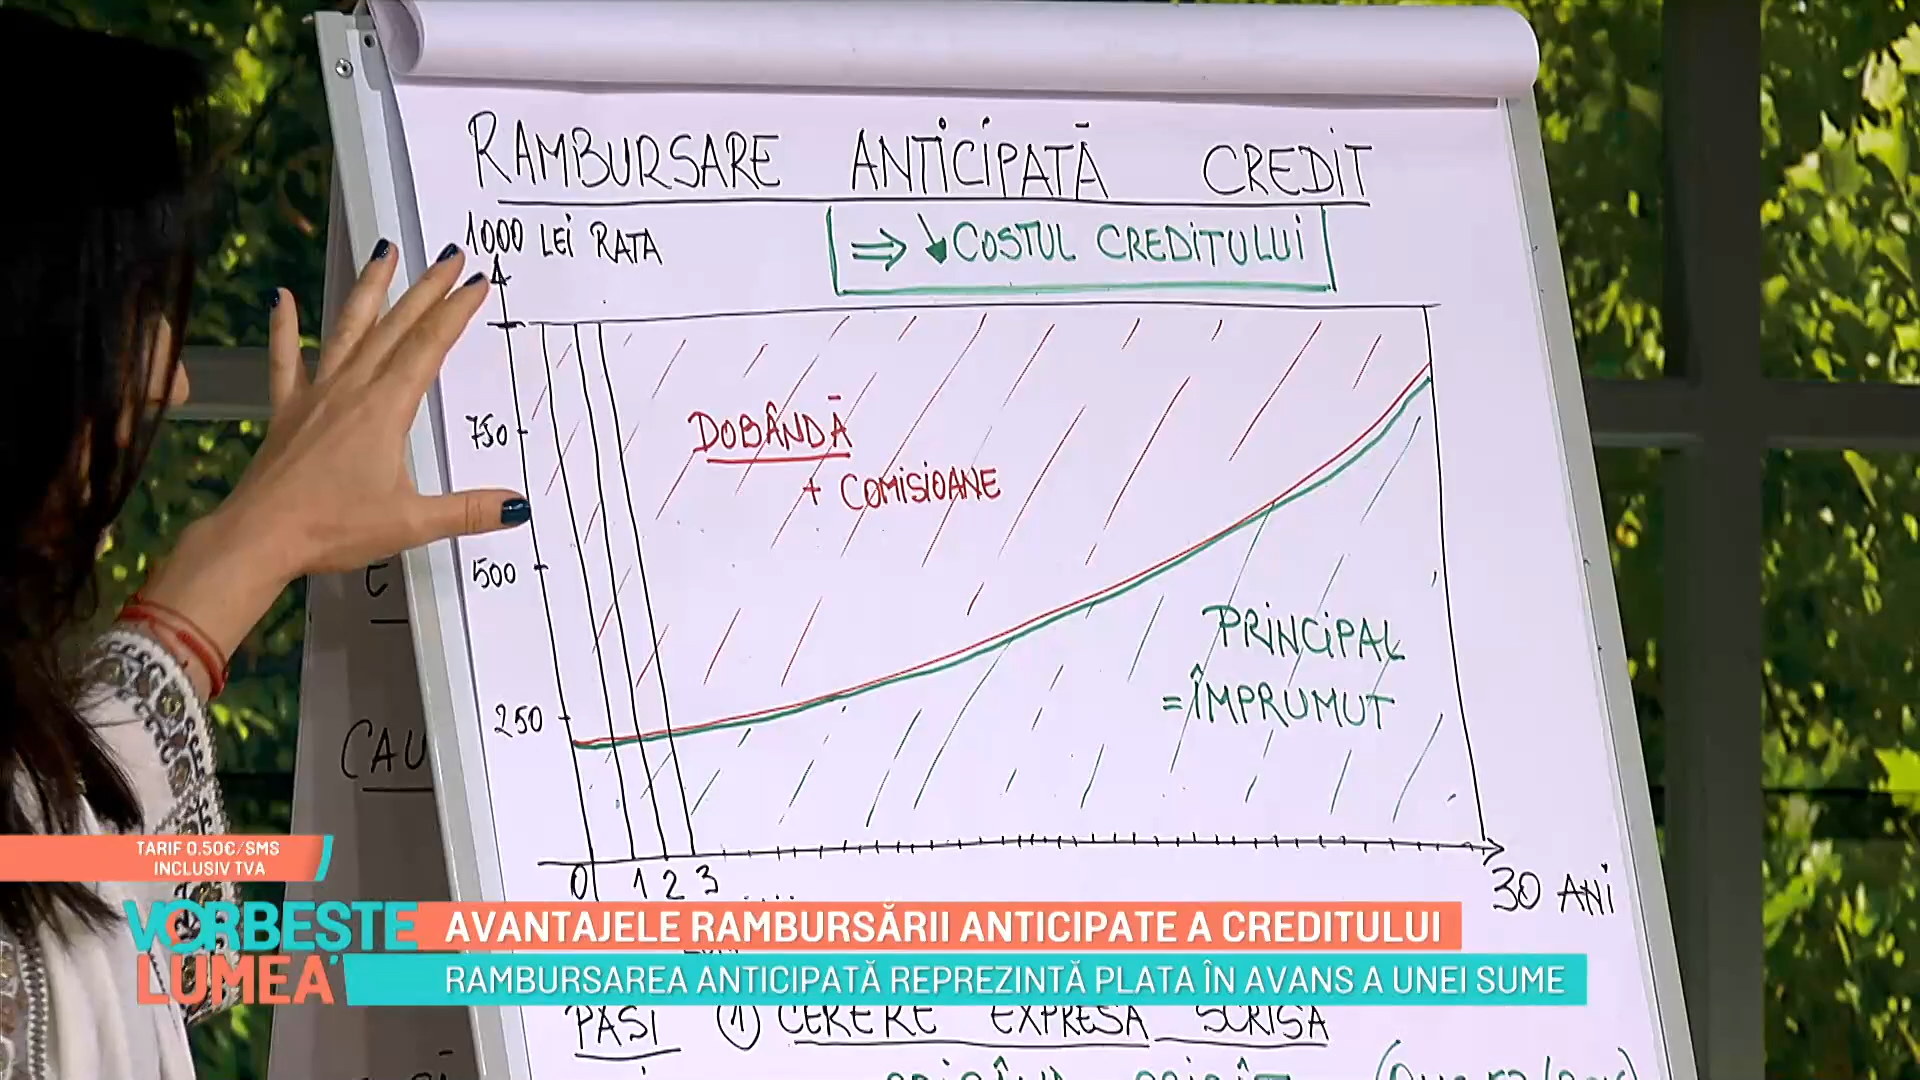 RAMBURSARE ANTICIPATĂ CREDIT
1000 LEI RATA
⇒ ↓ COSTUL CREDITULUI
750
DOBÂNDĂ
+ COMISIOANE
500
E
PRINCIPAL
= ÎMPRUMUT
250
CAU
0 1 2 3 ....
30 ANI
TARIF 0.50€/SMS
INCLUSIV TVA
VORBEȘTE
LUMEA
AVANTAJELE RAMBURSĂRII ANTICIPATE A CREDITULUI
RAMBURSAREA ANTICIPATĂ REPREZINTĂ PLATA ÎN AVANS A UNEI SUME
PAȘI ① CERERE EXPRESĂ SCRISĂ